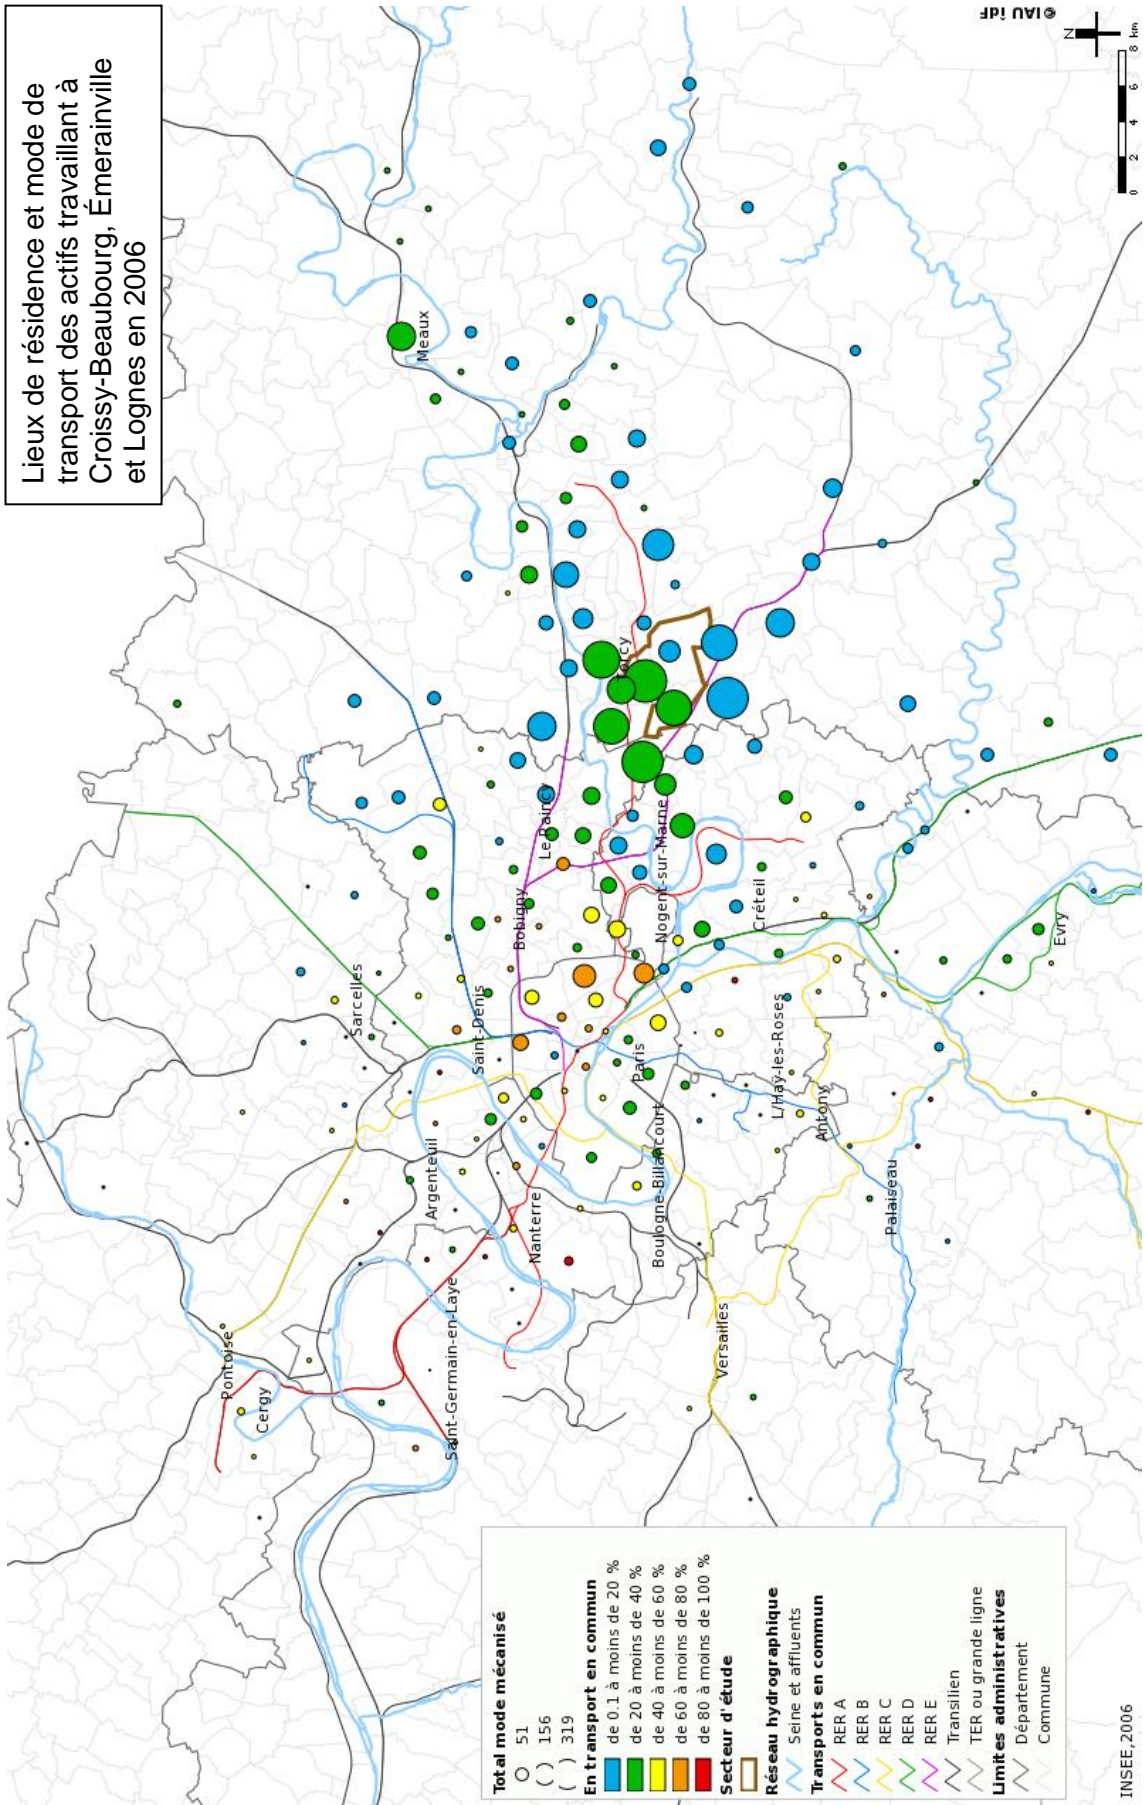 Lieux de résidence et mode de
transport des actifs travaillant à
Croissy-Beaubourg, Émerainville
et Lognes en 2006
©IAU îdF
N
0 2 4 6 8 km
Meaux
Torcy
Le Raincy
Nogent-sur-Marne
Bobigny
Créteil
Evry
Sarcelles
Saint-Denis
Paris
L'Haÿ-les-Roses
Antony
Boulogne-Billancourt
Argenteuil
Nanterre
Palaiseau
Saint-Germain-en-Laye
Versailles
Pontoise
Cergy
Total mode mécanisé
51
156
319
En transport en commun
de 0.1 à moins de 20 %
de 20 à moins de 40 %
de 40 à moins de 60 %
de 60 à moins de 80 %
de 80 à moins de 100 %
Secteur d'étude
Réseau hydrographique
Seine et affluents
Transports en commun
RER A
RER B
RER C
RER D
RER E
Transilien
TER ou grande ligne
Limites administratives
Département
Commune
INSEE,2006